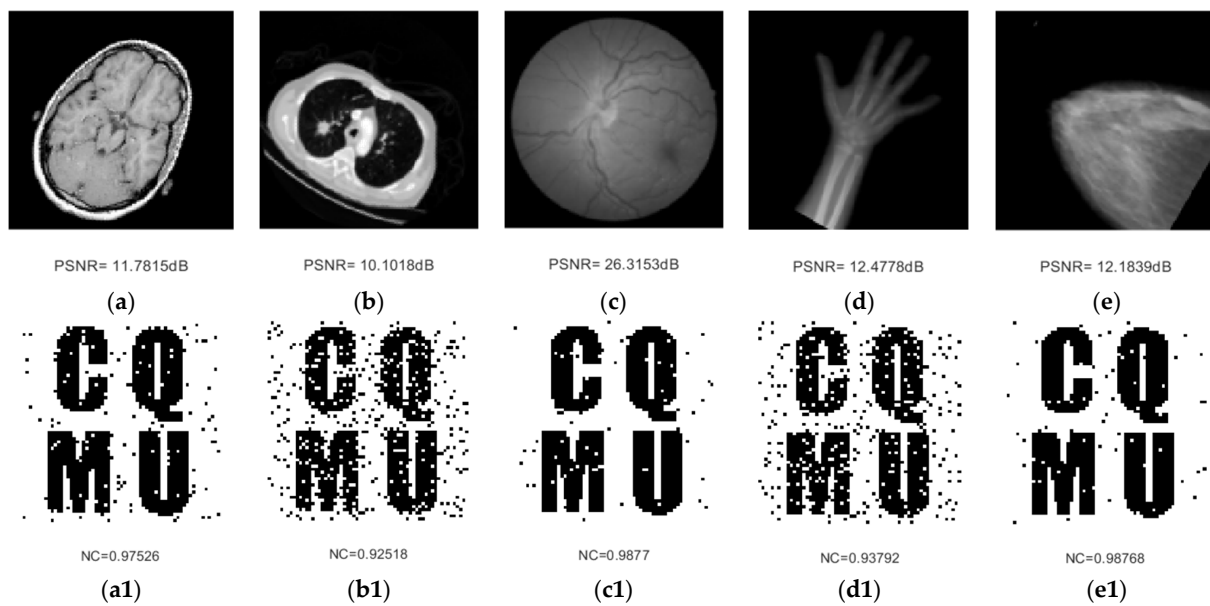 PSNR= 11.7815dB PSNR= 10.1018dB PSNR= 26.3153dB PSNR= 12.4778dB PSNR= 12.1839dB
(a) (b) (c) (d) (e)
CQ CQ CQ CQ CQ
MU MU MU MU MU
NC=0.97526 NC=0.92518 NC=0.9877 NC=0.93792 NC=0.98768
(a1) (b1) (c1) (d1) (e1)